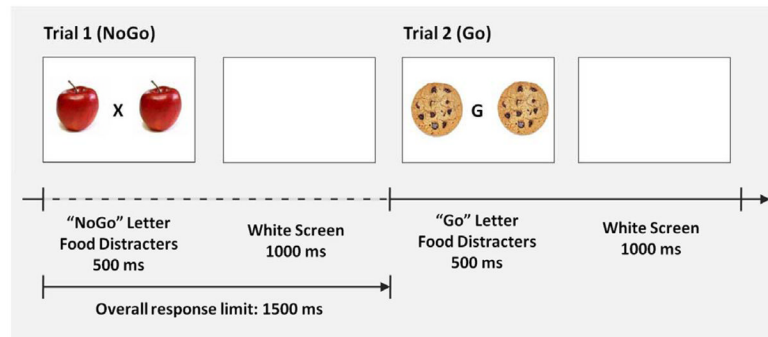 Trial 1 (NoGo)
Trial 2 (Go)
X
G
“NoGo” Letter
Food Distracters
500 ms
White Screen
1000 ms
“Go” Letter
Food Distracters
500 ms
White Screen
1000 ms
Overall response limit: 1500 ms